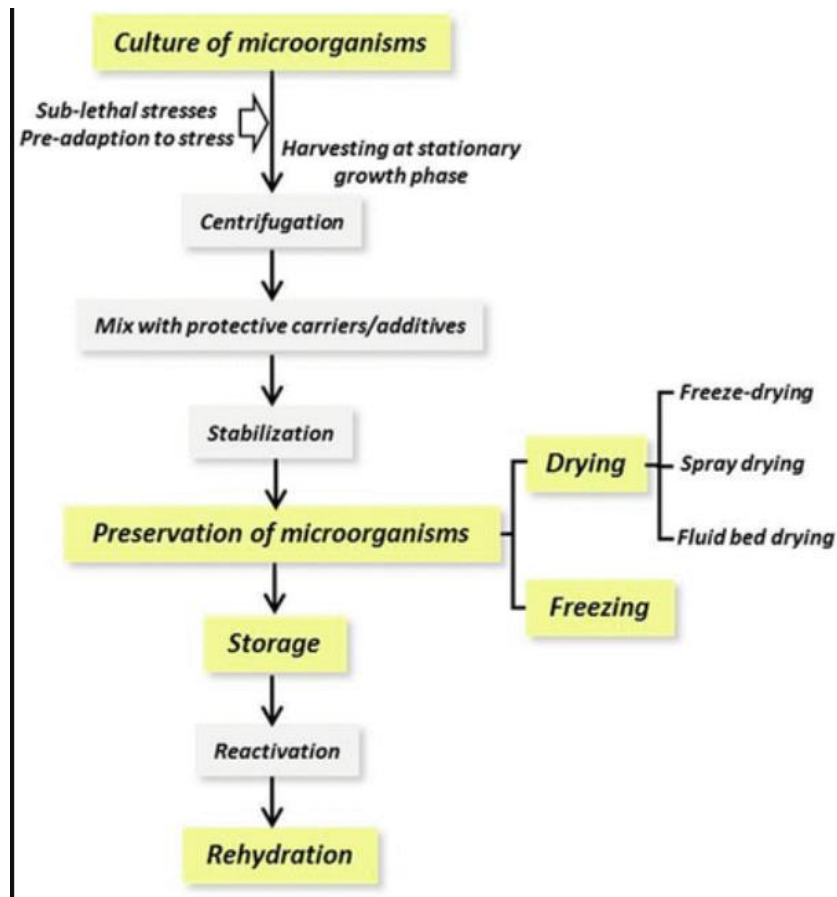 Culture of microorganisms
Sub-lethal stresses
Pre-adaption to stress
Harvesting at stationary
growth phase
Centrifugation
Mix with protective carriers/additives
Stabilization
Preservation of microorganisms
Drying
Freeze-drying
Spray drying
Fluid bed drying
Freezing
Storage
Reactivation
Rehydration